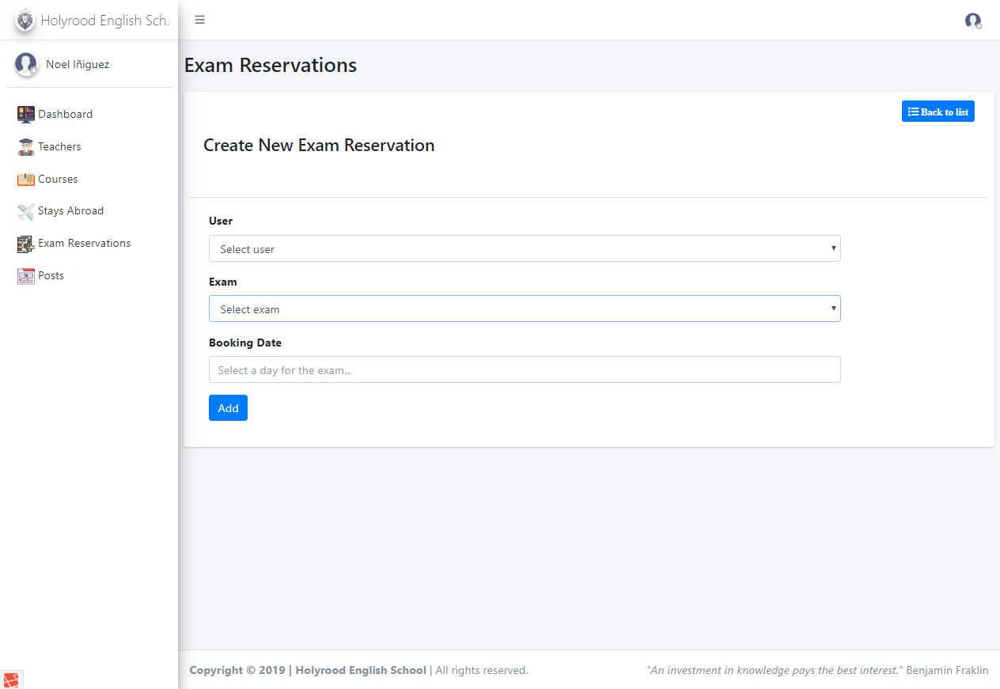 Holyrood English Sch.
Noel Iñiguez
Dashboard
Teachers
Courses
Stays Abroad
Exam Reservations
Posts
Exam Reservations
Back to list
Create New Exam Reservation
User
Select user
Exam
Select exam
Booking Date
Select a day for the exam...
Add
Copyright © 2019 | Holyrood English School | All rights reserved.
"An investment in knowledge pays the best interest." Benjamin Fraklin